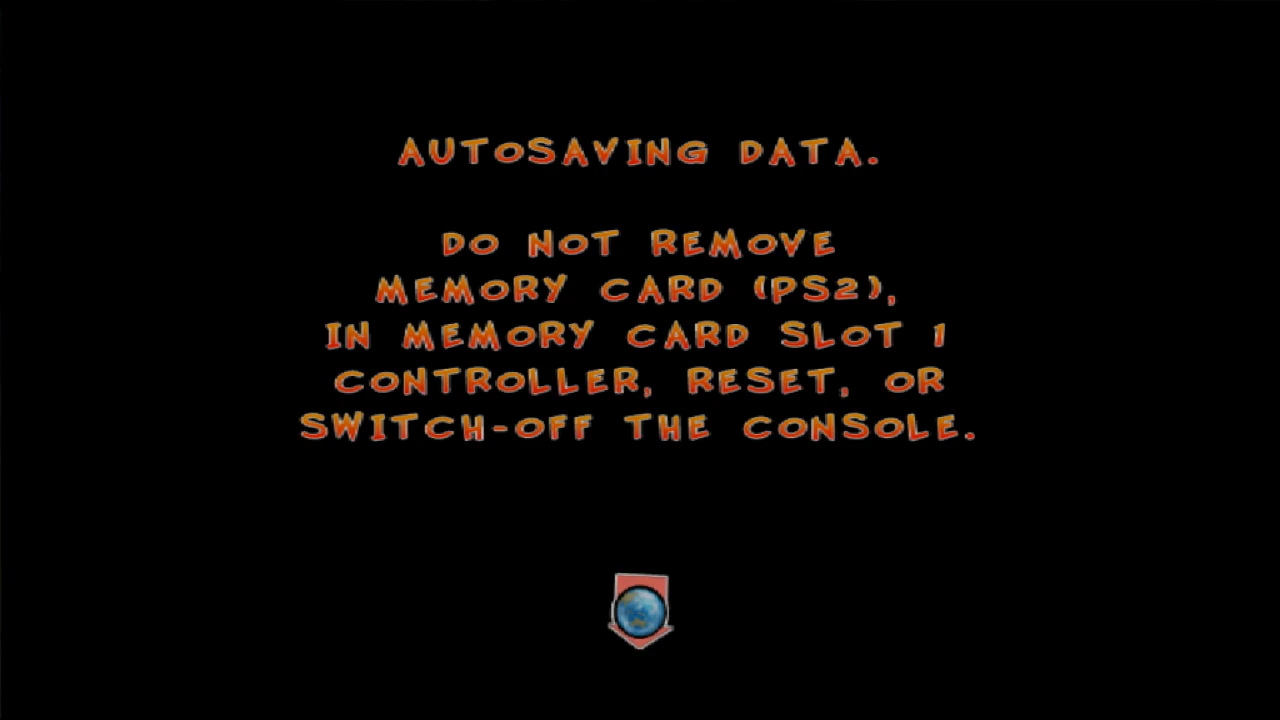 AUTOSAVING DATA.
DO NOT REMOVE
MEMORY CARD (PS2),
IN MEMORY CARD SLOT 1
CONTROLLER, RESET, OR
SWITCH-OFF THE CONSOLE.